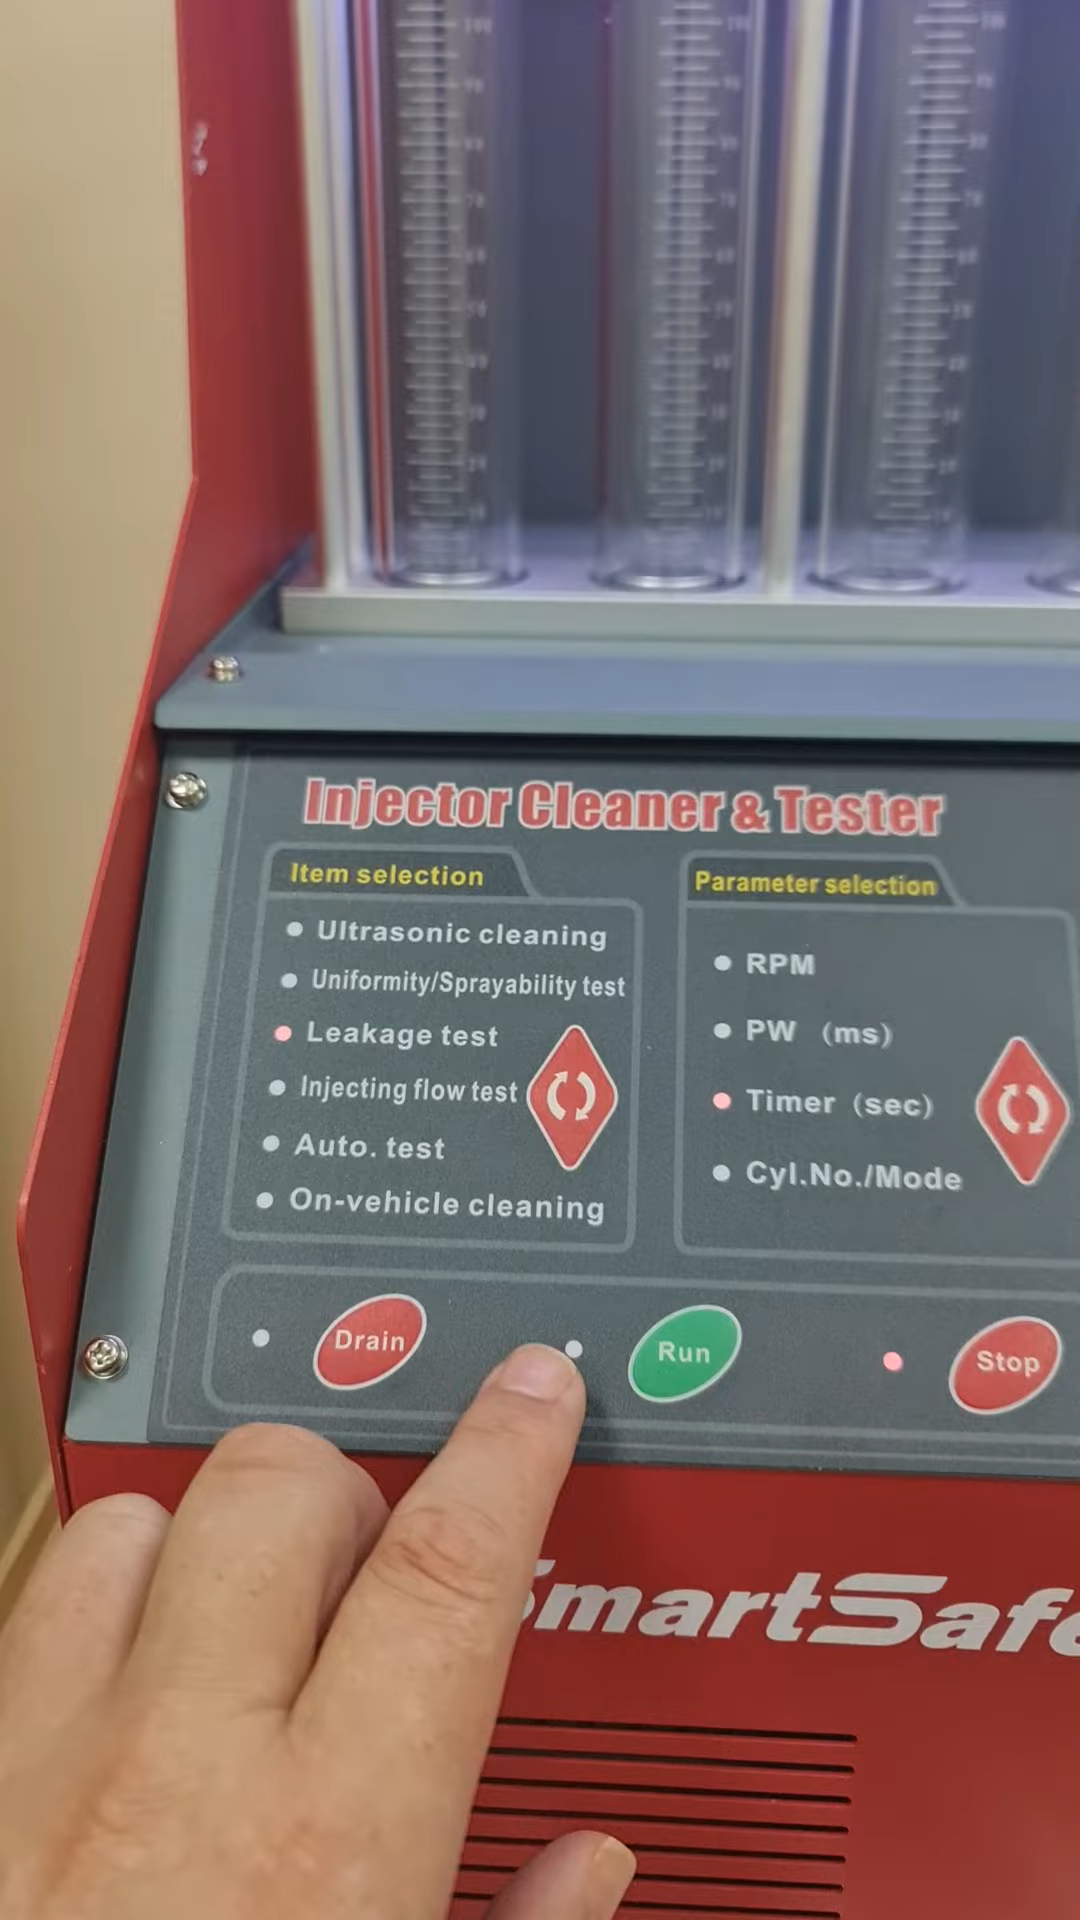 Injector Cleaner & Tester
Item selection
Ultrasonic cleaning
Uniformity/Sprayability test
Leakage test
Injecting flow test
Auto. test
On-vehicle cleaning
Parameter selection
RPM
PW (ms)
Timer (sec)
Cyl.No./Mode
Drain
Run
Stop
SmartSafe